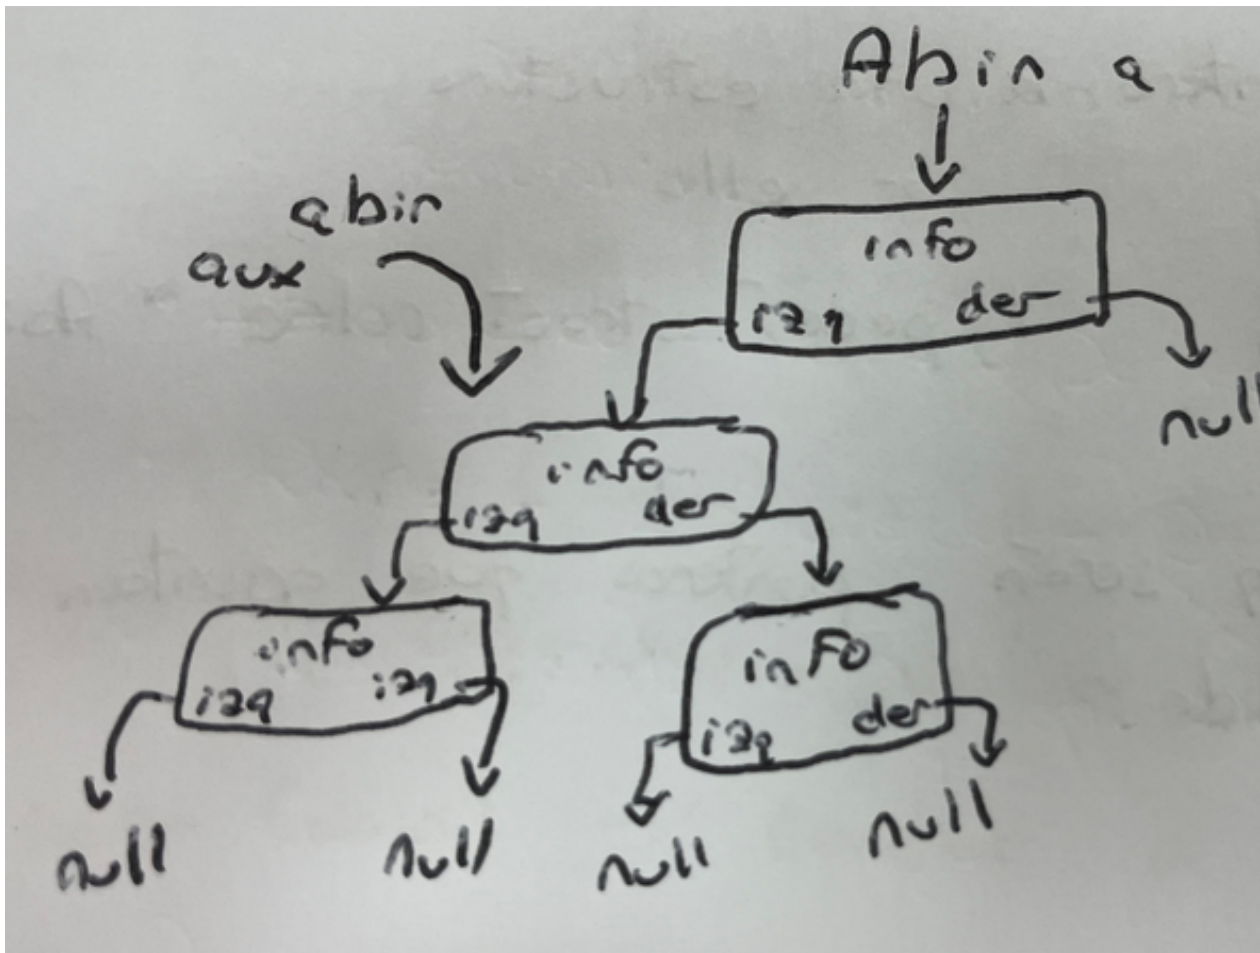 Abin a
abin
aux
info
izq der
null
info
izq der
info
izq izq
info
izq der
null
null
null
null